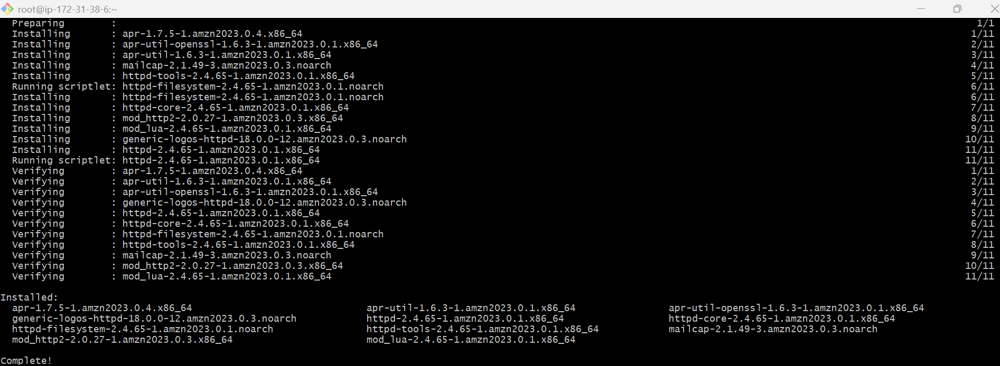 root@ip-172-31-38-6:~
Preparing : 1/1
Installing : apr-1.7.5-1.amzn2023.0.4.x86_64 1/11
Installing : apr-util-openssl-1.6.3-1.amzn2023.0.1.x86_64 2/11
Installing : apr-util-1.6.3-1.amzn2023.0.1.x86_64 3/11
Installing : mailcap-2.1.49-3.amzn2023.0.3.noarch 4/11
Installing : httpd-tools-2.4.65-1.amzn2023.0.1.x86_64 5/11
Running scriptlet: httpd-filesystem-2.4.65-1.amzn2023.0.1.noarch 6/11
Installing : httpd-filesystem-2.4.65-1.amzn2023.0.1.noarch 6/11
Installing : httpd-core-2.4.65-1.amzn2023.0.1.x86_64 7/11
Installing : mod_http2-2.0.27-1.amzn2023.0.3.x86_64 8/11
Installing : mod_lua-2.4.65-1.amzn2023.0.1.x86_64 9/11
Installing : generic-logos-httpd-18.0.0-12.amzn2023.0.3.noarch 10/11
Installing : httpd-2.4.65-1.amzn2023.0.1.x86_64 11/11
Running scriptlet: httpd-2.4.65-1.amzn2023.0.1.x86_64 11/11
Verifying : apr-1.7.5-1.amzn2023.0.4.x86_64 1/11
Verifying : apr-util-1.6.3-1.amzn2023.0.1.x86_64 2/11
Verifying : apr-util-openssl-1.6.3-1.amzn2023.0.1.x86_64 3/11
Verifying : generic-logos-httpd-18.0.0-12.amzn2023.0.3.noarch 4/11
Verifying : httpd-2.4.65-1.amzn2023.0.1.x86_64 5/11
Verifying : httpd-core-2.4.65-1.amzn2023.0.1.x86_64 6/11
Verifying : httpd-filesystem-2.4.65-1.amzn2023.0.1.noarch 7/11
Verifying : httpd-tools-2.4.65-1.amzn2023.0.1.x86_64 8/11
Verifying : mailcap-2.1.49-3.amzn2023.0.3.noarch 9/11
Verifying : mod_http2-2.0.27-1.amzn2023.0.3.x86_64 10/11
Verifying : mod_lua-2.4.65-1.amzn2023.0.1.x86_64 11/11
Installed:
apr-1.7.5-1.amzn2023.0.4.x86_64 apr-util-1.6.3-1.amzn2023.0.1.x86_64 apr-util-openssl-1.6.3-1.amzn2023.0.1.x86_64
generic-logos-httpd-18.0.0-12.amzn2023.0.3.noarch httpd-2.4.65-1.amzn2023.0.1.x86_64 httpd-core-2.4.65-1.amzn2023.0.1.x86_64
httpd-filesystem-2.4.65-1.amzn2023.0.1.noarch httpd-tools-2.4.65-1.amzn2023.0.1.x86_64 mailcap-2.1.49-3.amzn2023.0.3.noarch
mod_http2-2.0.27-1.amzn2023.0.3.x86_64 mod_lua-2.4.65-1.amzn2023.0.1.x86_64
Complete!